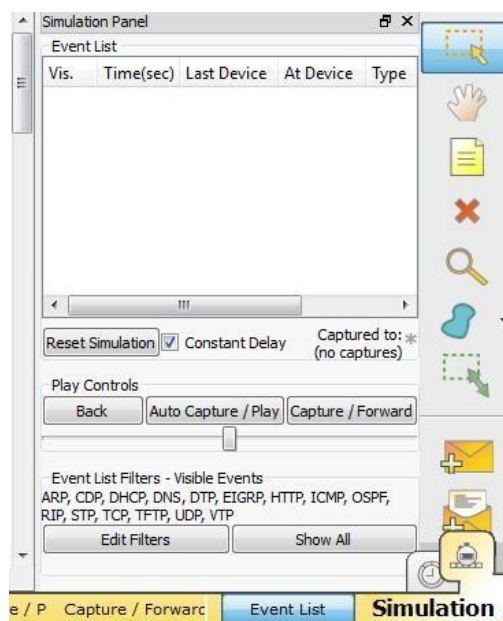 Simulation Panel
Event List
Vis. Time(sec) Last Device At Device Type
Reset Simulation Constant Delay Captured to: *
(no captures)
Play Controls
Back Auto Capture / Play Capture / Forward
Event List Filters - Visible Events
ARP, CDP, DHCP, DNS, DTP, EIGRP, HTTP, ICMP, OSPF,
RIP, STP, TCP, TFTP, UDP, VTP
Edit Filters Show All
e / P Capture / Forward Event List Simulation